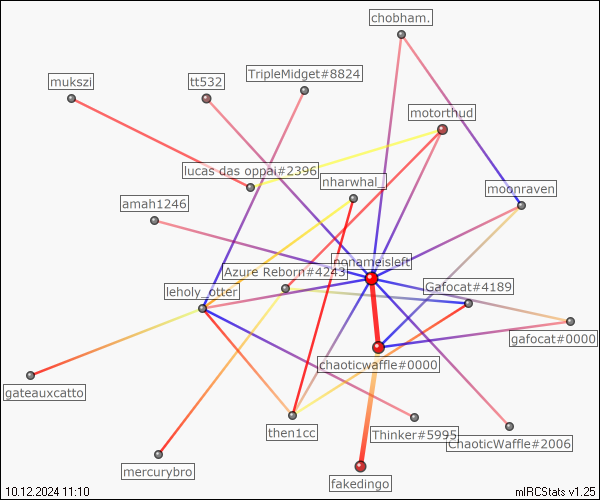 chobham.
TripleMidget#8824
mukszi
tt532
motorthud
lucas das oppai#2396
nharwhal_
moonraven
amah1246
nonameisleft
Azure Reborn#4243
Gafocat#4189
leholy_otter
gafocat#0000
chaoticwaffle#0000
gateauxcatto
then1cc
Thinker#5995
ChaoticWaffle#2006
mercurybro
fakedingo
10.12.2024 11:10
mIRCStats v1.25